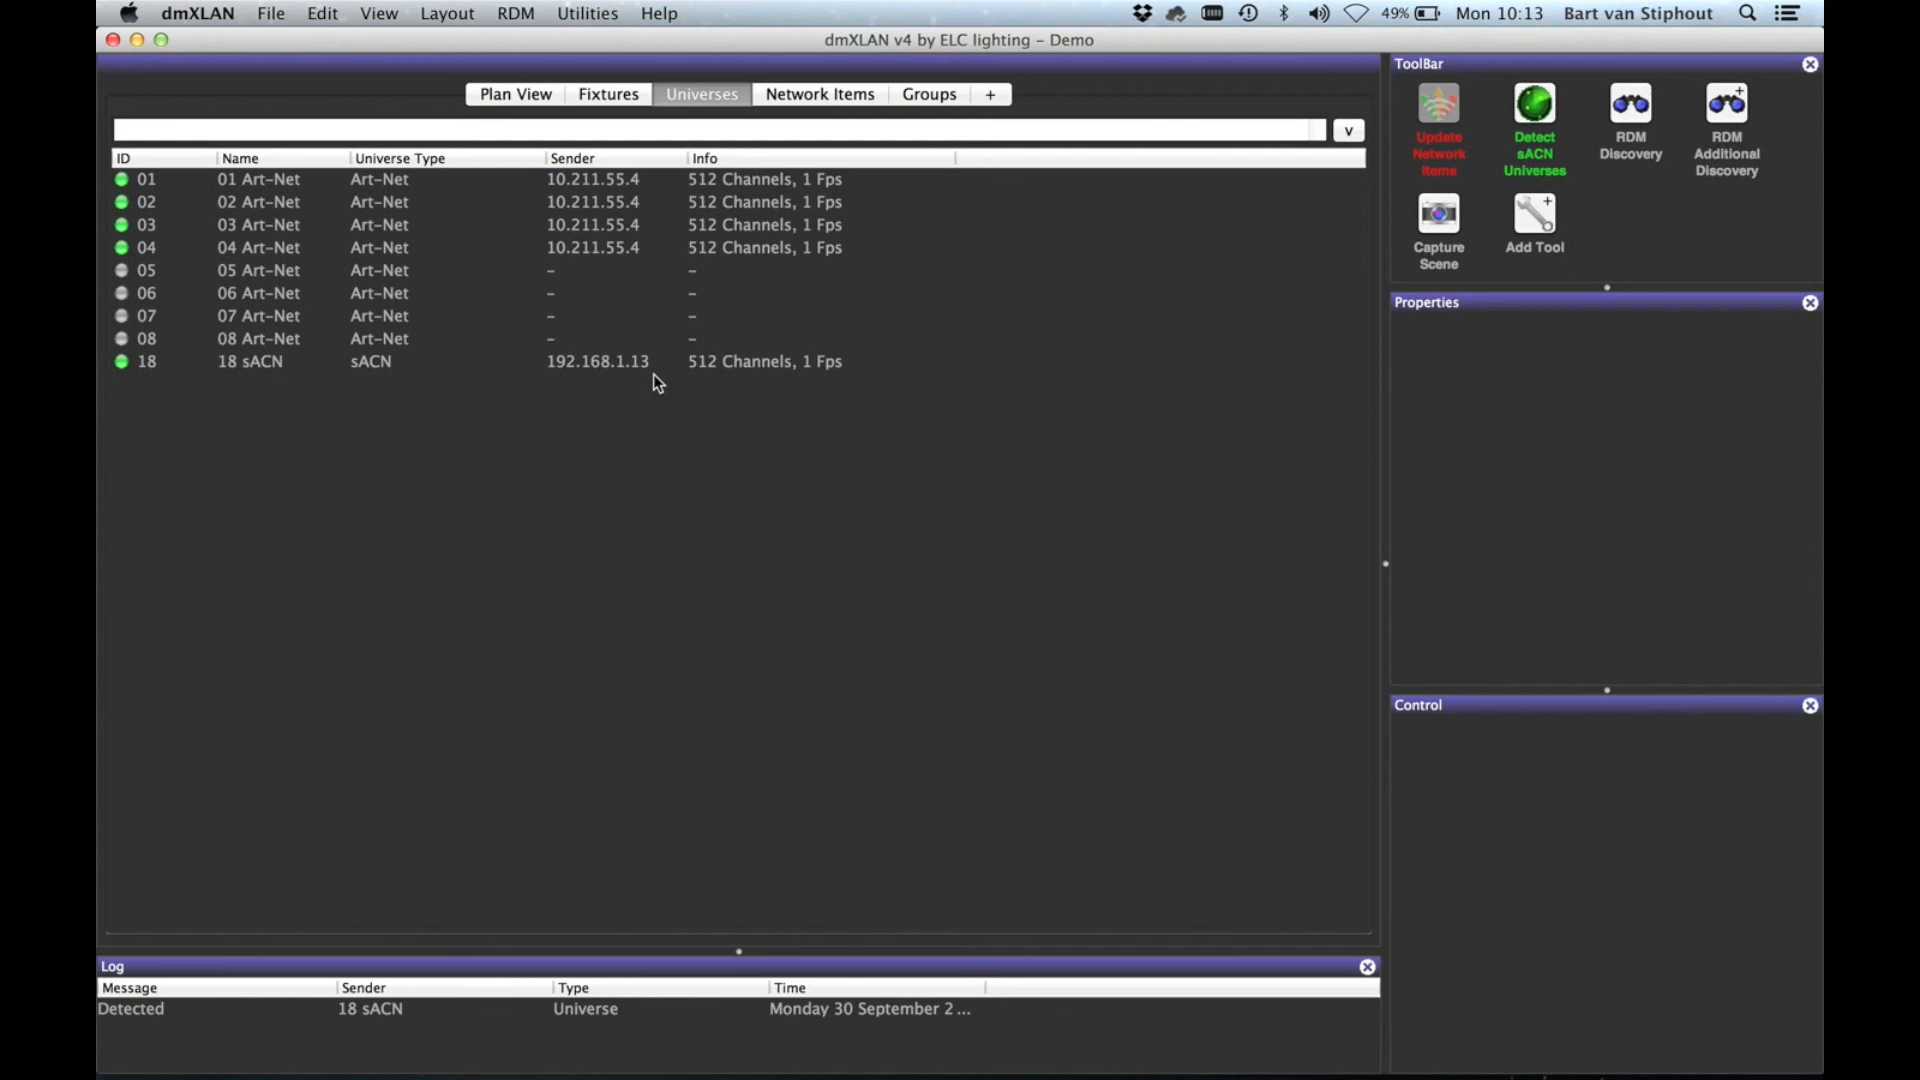 dmXLAN File Edit View Layout RDM Utilities Help 49% Mon 10:13 Bart van Stiphout
dmXLAN v4 by ELC lighting – Demo
Plan View Fixtures Universes Network Items Groups +
v
ID Name Universe Type Sender Info
01 01 Art-Net Art-Net 10.211.55.4 512 Channels, 1 Fps
02 02 Art-Net Art-Net 10.211.55.4 512 Channels, 1 Fps
03 03 Art-Net Art-Net 10.211.55.4 512 Channels, 1 Fps
04 04 Art-Net Art-Net 10.211.55.4 512 Channels, 1 Fps
05 05 Art-Net Art-Net – –
06 06 Art-Net Art-Net – –
07 07 Art-Net Art-Net – –
08 08 Art-Net Art-Net – –
18 18 sACN sACN 192.168.1.13 512 Channels, 1 Fps
ToolBar
Update Network Items
Detect sACN Universes
RDM Discovery
RDM Additional Discovery
Capture Scene
Add Tool
Properties
Control
Log
Message Sender Type Time
Detected 18 sACN Universe Monday 30 September 2 ...